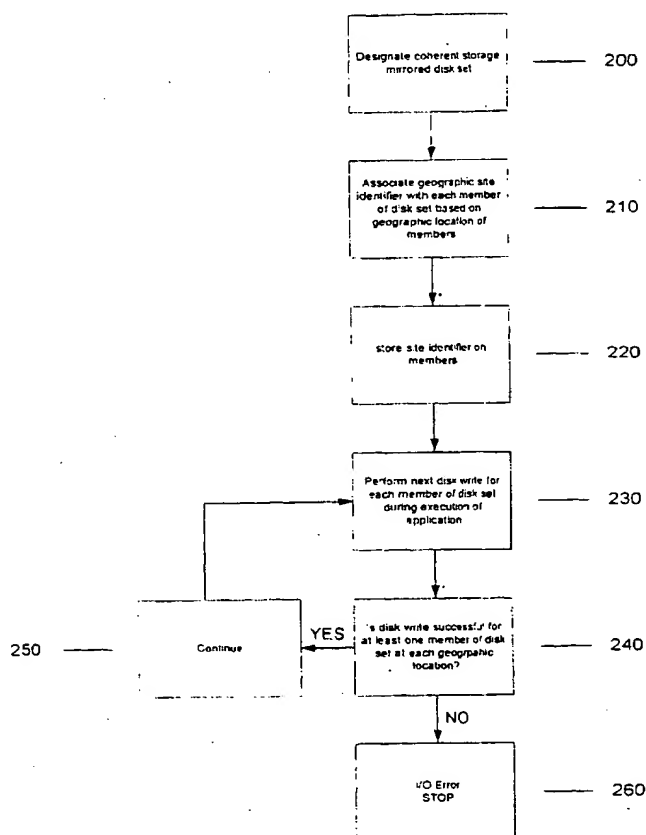 Designate coherent storage
mirrored disk set
200
Associate geographic site
identifier with each member
of disk set based on
geographic location of
members
210
store site identifier on
members
220
Perform next disk write for
each member of disk set
during execution of
application
230
Is disk write successful for
at least one member of disk
set at each geogrpahic
location?
240
YES
Continue
250
NO
I/O Error
STOP
260